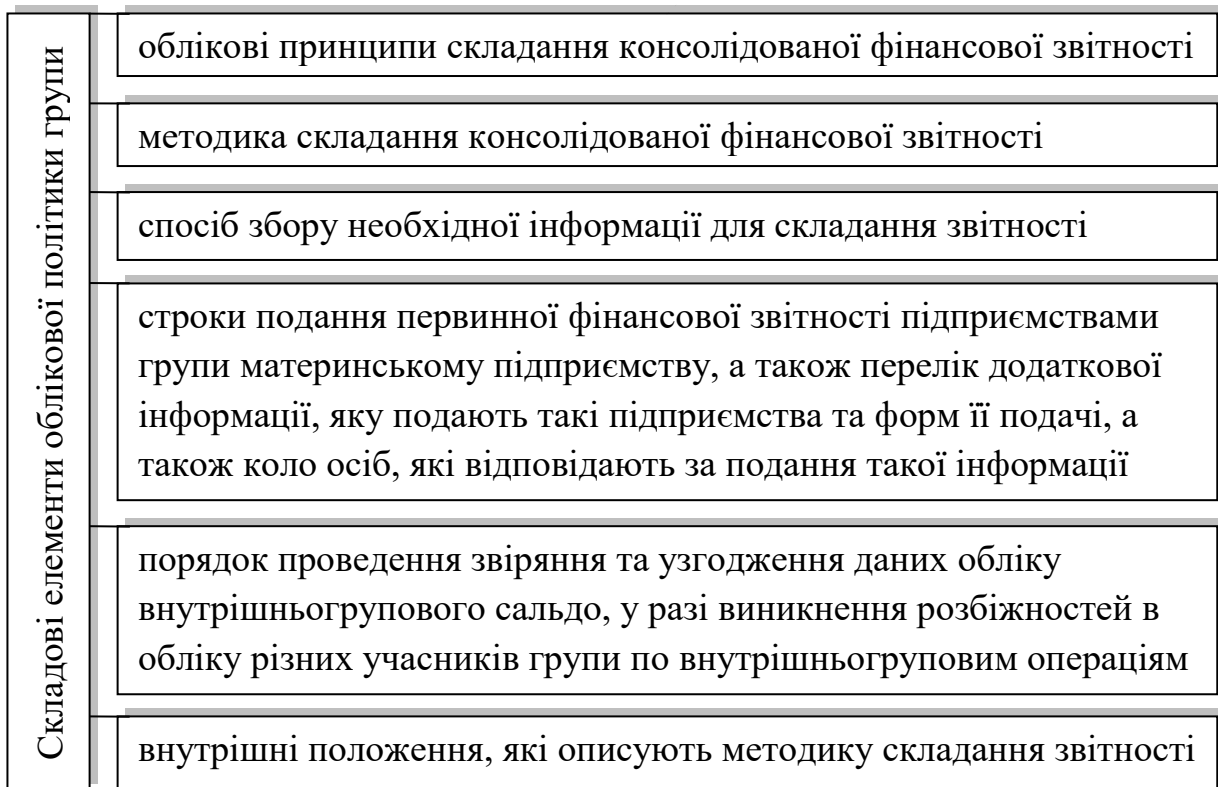 Складові елементи облікової політики групи
облікові принципи складання консолідованої фінансової звітності
методика складання консолідованої фінансової звітності
спосіб збору необхідної інформації для складання звітності
строки подання первинної фінансової звітності підприємствами
групи материнському підприємству, а також перелік додаткової
інформації, яку подають такі підприємства та форм її подачі, а
також коло осіб, які відповідають за подання такої інформації
порядок проведення звіряння та узгодження даних обліку
внутрішньогрупового сальдо, у разі виникнення розбіжностей в
обліку різних учасників групи по внутрішньогруповим операціям
внутрішні положення, які описують методику складання звітності